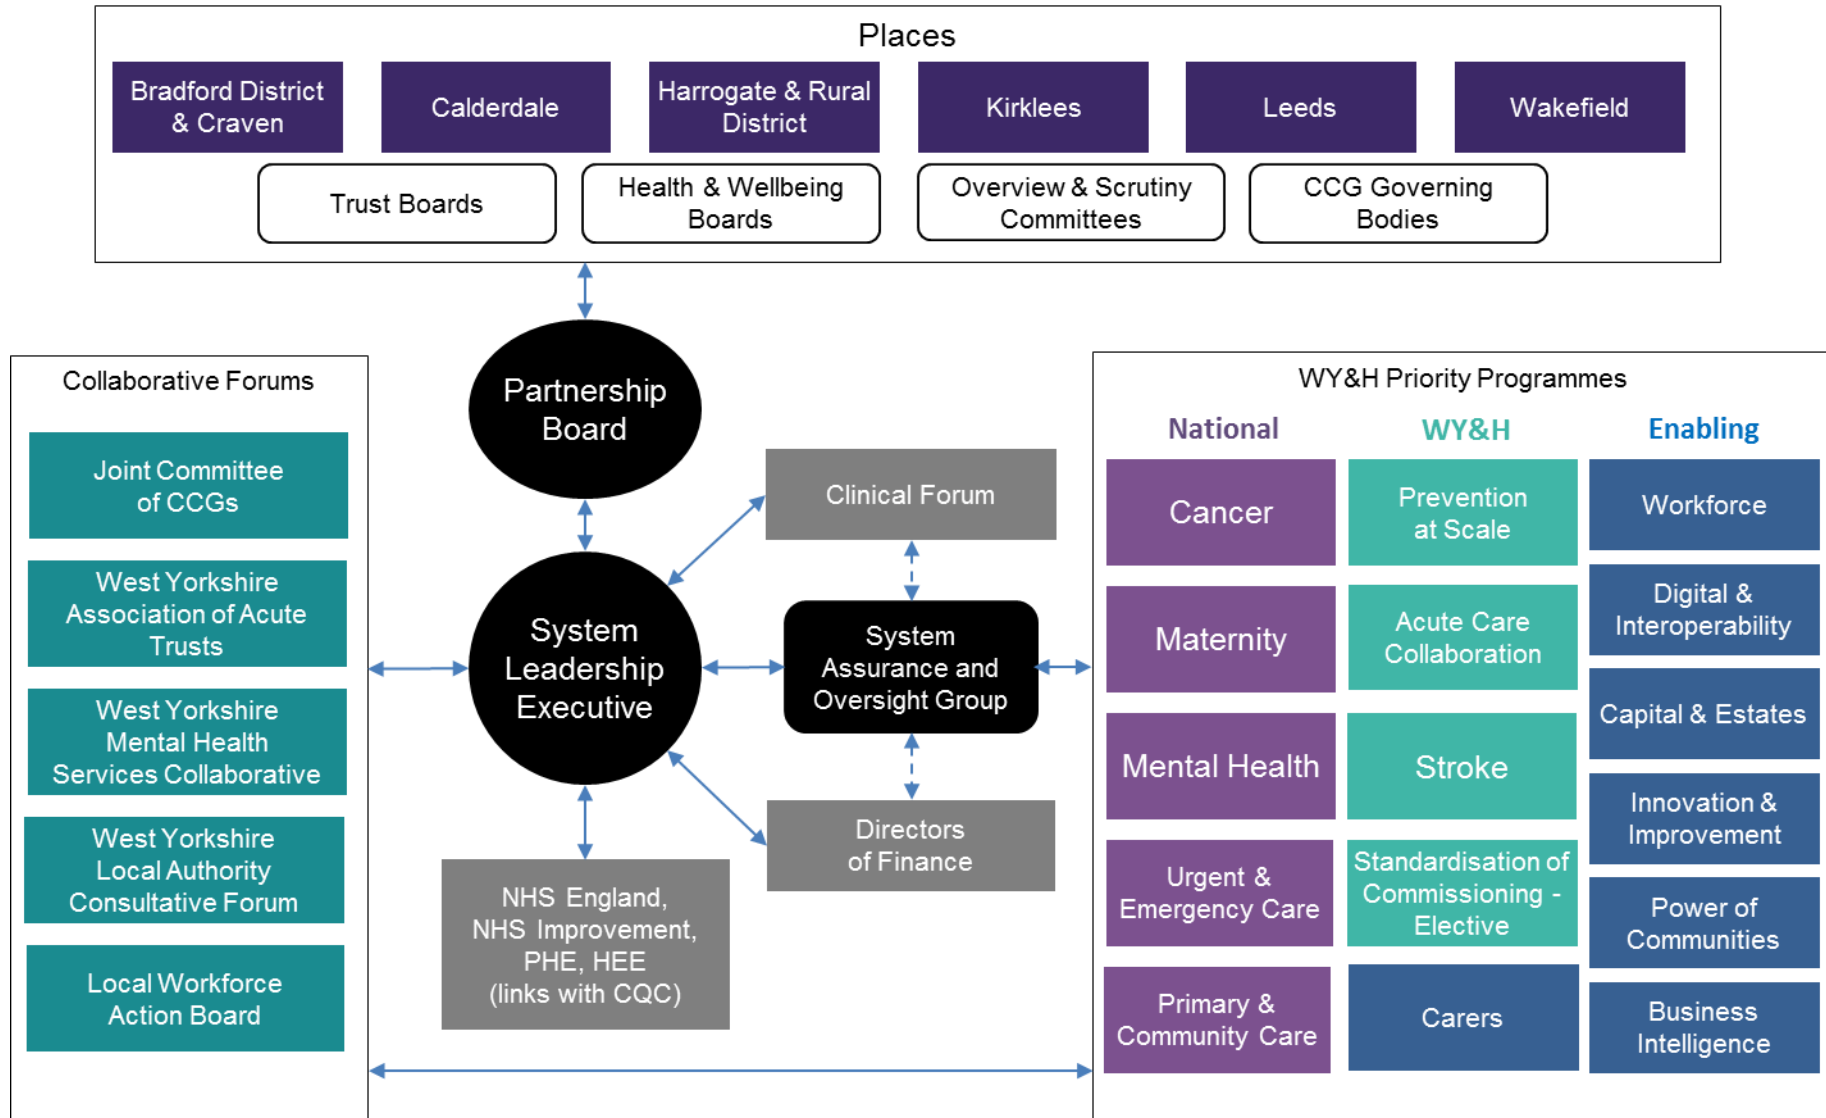 Places
Bradford District
& Craven
Calderdale
Harrogate & Rural
District
Kirklees
Leeds
Wakefield
Trust Boards
Health & Wellbeing
Boards
Overview & Scrutiny
Committees
CCG Governing
Bodies
Partnership
Board
Collaborative Forums
Joint Committee
of CCGs
West Yorkshire
Association of Acute
Trusts
West Yorkshire
Mental Health
Services Collaborative
West Yorkshire
Local Authority
Consultative Forum
Local Workforce
Action Board
System
Leadership
Executive
Clinical Forum
System
Assurance and
Oversight Group
Directors
of Finance
NHS England,
NHS Improvement,
PHE, HEE
(links with CQC)
WY&H Priority Programmes
National
Cancer
Maternity
Mental Health
Urgent &
Emergency Care
Primary &
Community Care
WY&H
Prevention
at Scale
Acute Care
Collaboration
Stroke
Standardisation of
Commissioning -
Elective
Carers
Enabling
Workforce
Digital &
Interoperability
Capital & Estates
Innovation &
Improvement
Power of
Communities
Business
Intelligence